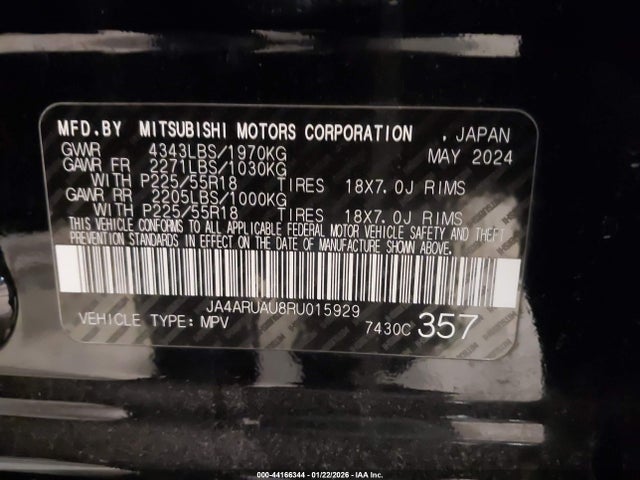 MFD.BY MITSUBISHI MOTORS CORPORATION , JAPAN
GVWR 4343LBS/1970KG MAY 2024
GAWR FR 2271LBS/1030KG
WITH P225/55R18 TIRES 18X7.0J RIMS
GAWR RR 2205LBS/1000KG
WITH P225/55R18 TIRES 18X7.0J RIMS
THIS VEHICLE CONFORMS TO ALL APPLICABLE FEDERAL MOTOR VEHICLE SAFETY AND THEFT
PREVENTION STANDARDS IN EFFECT ON THE DATE OF MANUFACTURE SHOWN ABOVE.
JA4ARUAU8RU015929
VEHICLE TYPE: MPV 7430C 357
000-44166344 - 01/22/2026 - IAA Inc.